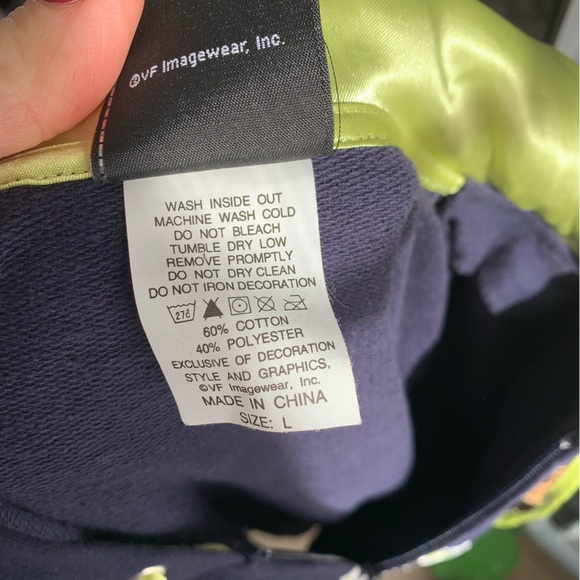 ©VF Imagewear, Inc.
WASH INSIDE OUT
MACHINE WASH COLD
DO NOT BLEACH
TUMBLE DRY LOW
REMOVE PROMPTLY
DO NOT DRY CLEAN
DO NOT IRON DECORATION
27¢
60% COTTON
40% POLYESTER
EXCLUSIVE OF DECORATION
STYLE AND GRAPHICS,
©VF Imagewear, Inc.
MADE IN CHINA
SIZE: L